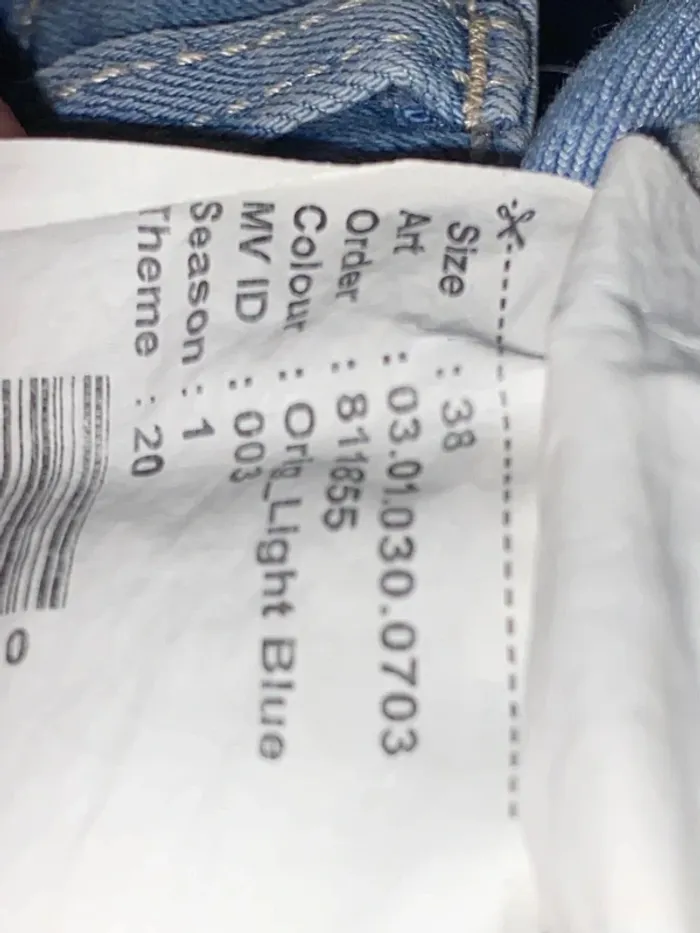 Size : 38
Art : 03.01.030.0703
Order : 811855
Colour : Orig_Light Blue
MV ID : 003
Season : 1
Theme : 20
0